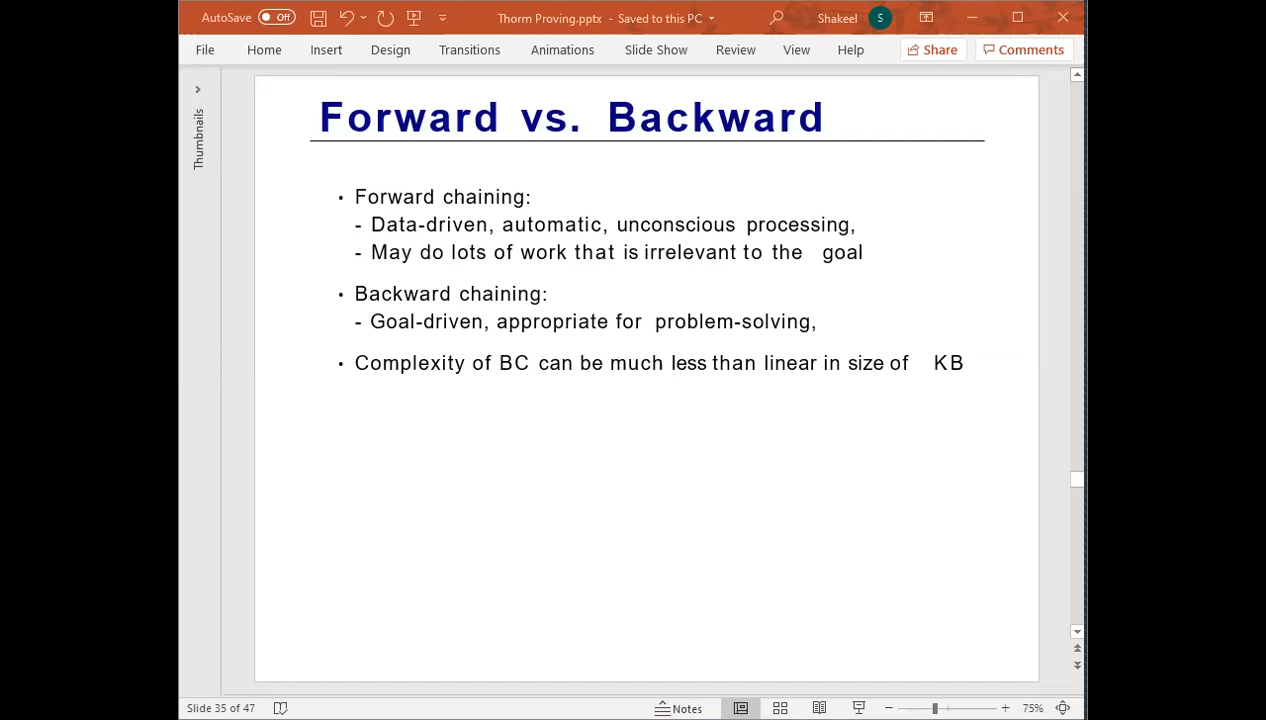 AutoSave Off Thorm Proving.pptx - Saved to this PC Shakeel S
File Home Insert Design Transitions Animations Slide Show Review View Help Share Comments
Thumbnails
Forward vs. Backward
• Forward chaining:
- Data-driven, automatic, unconscious processing,
- May do lots of work that is irrelevant to the goal
• Backward chaining:
- Goal-driven, appropriate for problem-solving,
• Complexity of BC can be much less than linear in size of KB
Slide 35 of 47 Notes 75%